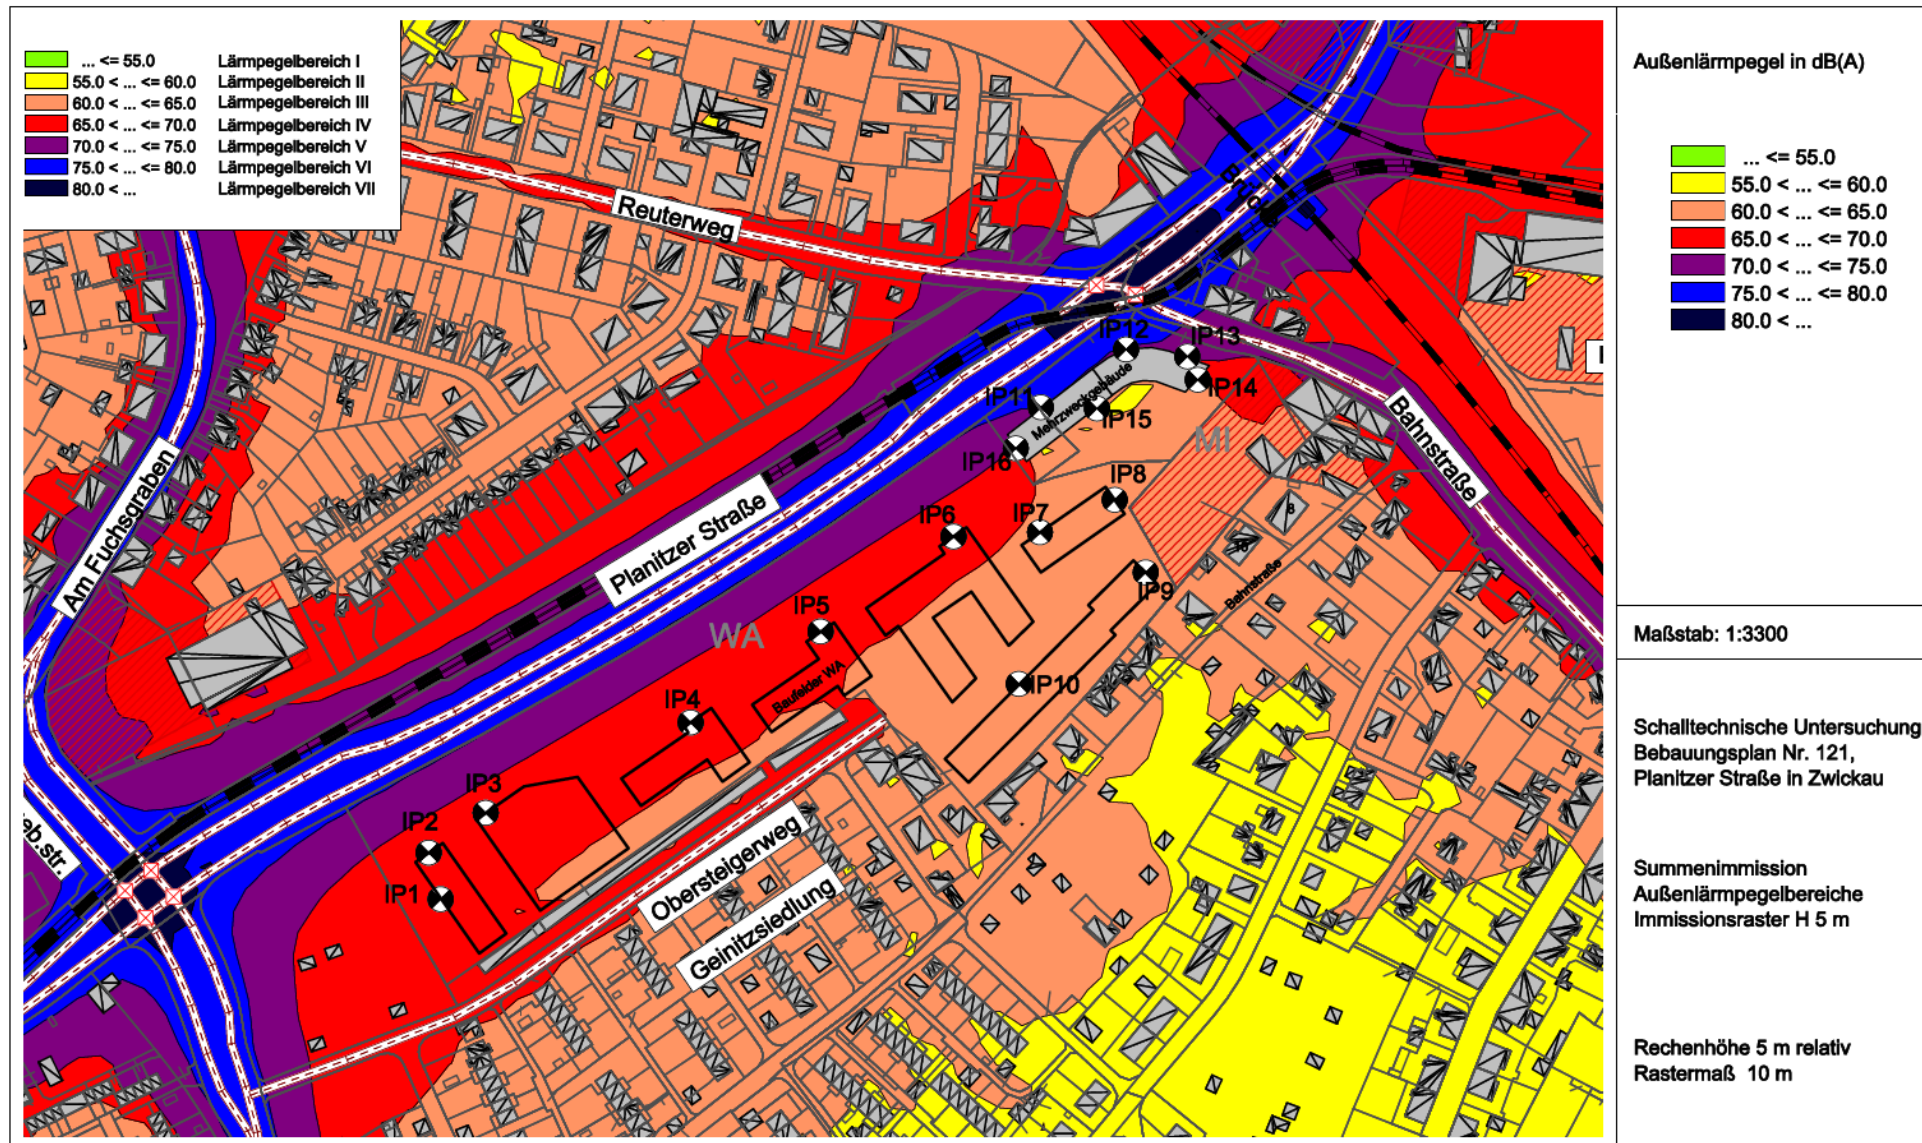 ... <= 55.0 Lärmpegelbereich I
55.0 < ... <= 60.0 Lärmpegelbereich II
60.0 < ... <= 65.0 Lärmpegelbereich III
65.0 < ... <= 70.0 Lärmpegelbereich IV
70.0 < ... <= 75.0 Lärmpegelbereich V
75.0 < ... <= 80.0 Lärmpegelbereich VI
80.0 < ... Lärmpegelbereich VII
Reuterweg
Brücke
Am Fuchsgraben
Planitzer Straße
Bahnstraße
Mehrzweckgebäude
IP12
IP13
IP14
IP11
IP15
IP16
MI
IP8
IP7
IP6
8
Bahnstraße
IP9
IP5
WA
Baufelder WA
IP10
IP4
IP3
IP2
IP1
eb.str.
Obersteigerweg
Geinitzsiedlung
Außenlärmpegel in dB(A)
... <= 55.0
55.0 < ... <= 60.0
60.0 < ... <= 65.0
65.0 < ... <= 70.0
70.0 < ... <= 75.0
75.0 < ... <= 80.0
80.0 < ...
Maßstab: 1:3300
Schalltechnische Untersuchung
Bebauungsplan Nr. 121,
Planitzer Straße in Zwickau
Summenimmission
Außenlärmpegelbereiche
Immissionsraster H 5 m
Rechenhöhe 5 m relativ
Rastermaß 10 m